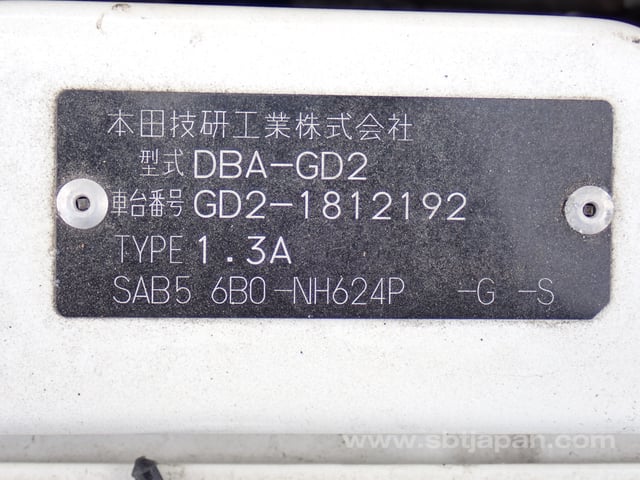 本田技研工業株式会社
型式 DBA-GD2
車台番号 GD2-1812192
TYPE 1.3A
SAB5 6B0-NH624P -G -S
www.sbtjapan.com